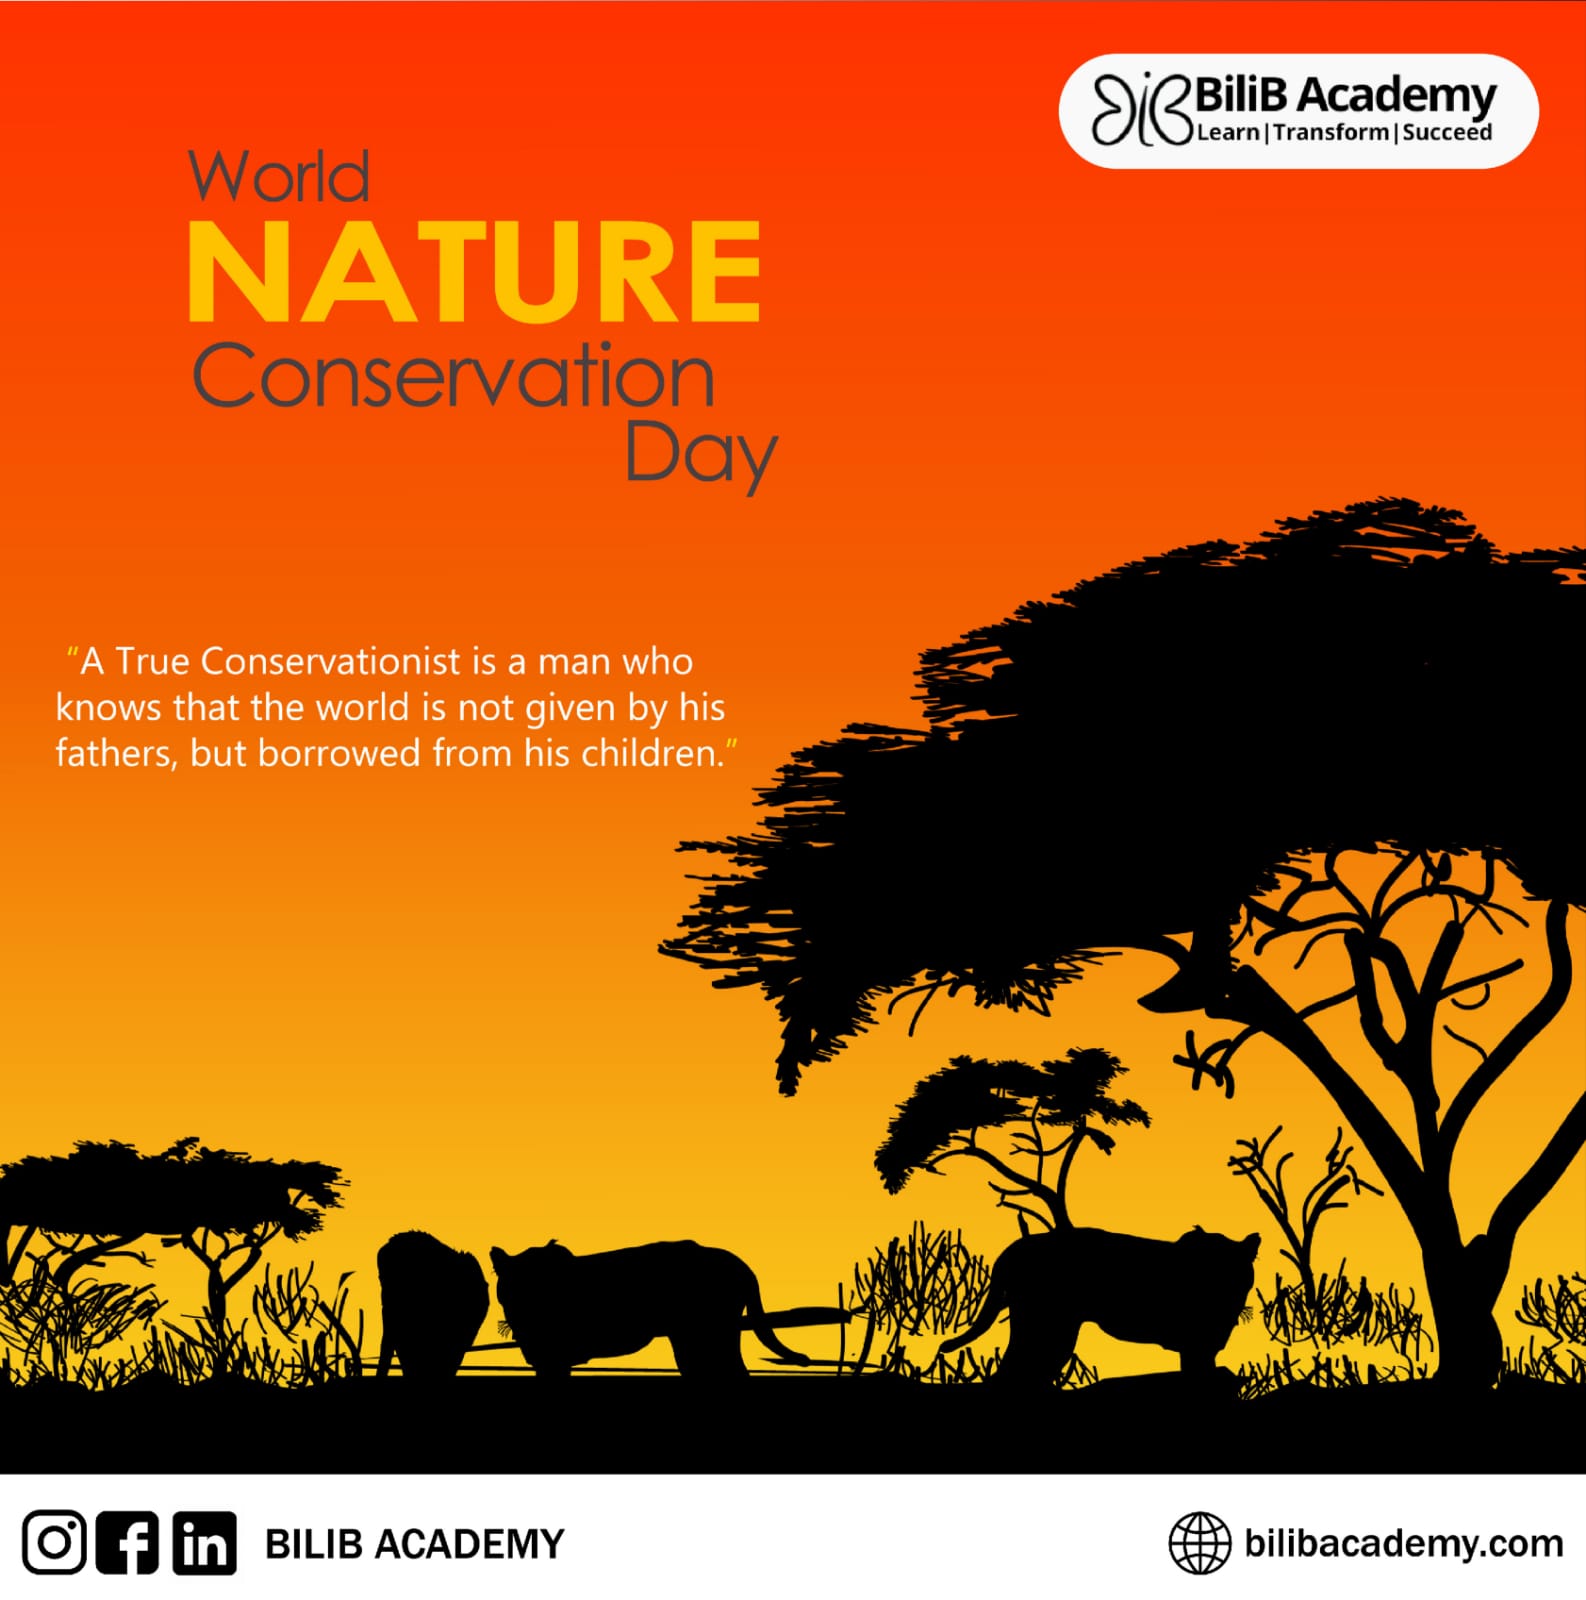 BiliB Academy
Learn|Transform|Succeed
World
NATURE
Conservation
Day
"A True Conservationist is a man who
knows that the world is not given by his
fathers, but borrowed from his children."
BILIB ACADEMY
bilibacademy.com